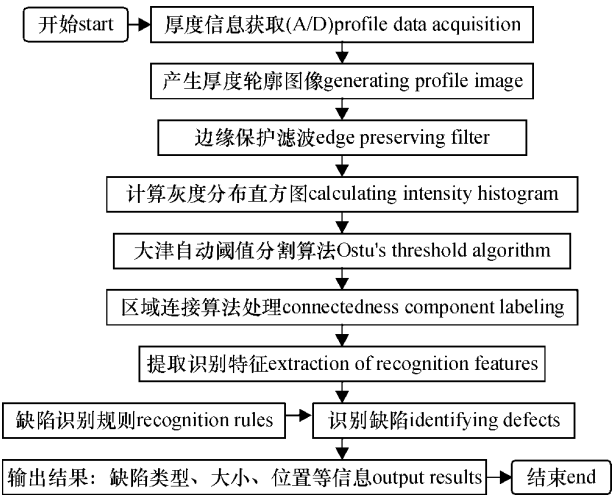 开始start
厚度信息获取(A/D)profile data acquisition
产生厚度轮廓图像generating profile image
边缘保护滤波edge preserving filter
计算灰度分布直方图calculating intensity histogram
大津自动阈值分割算法Ostu's threshold algorithm
区域连接算法处理connectedness component labeling
提取识别特征extraction of recognition features
缺陷识别规则recognition rules
识别缺陷identifying defects
输出结果：缺陷类型、大小、位置等信息output results
结束end